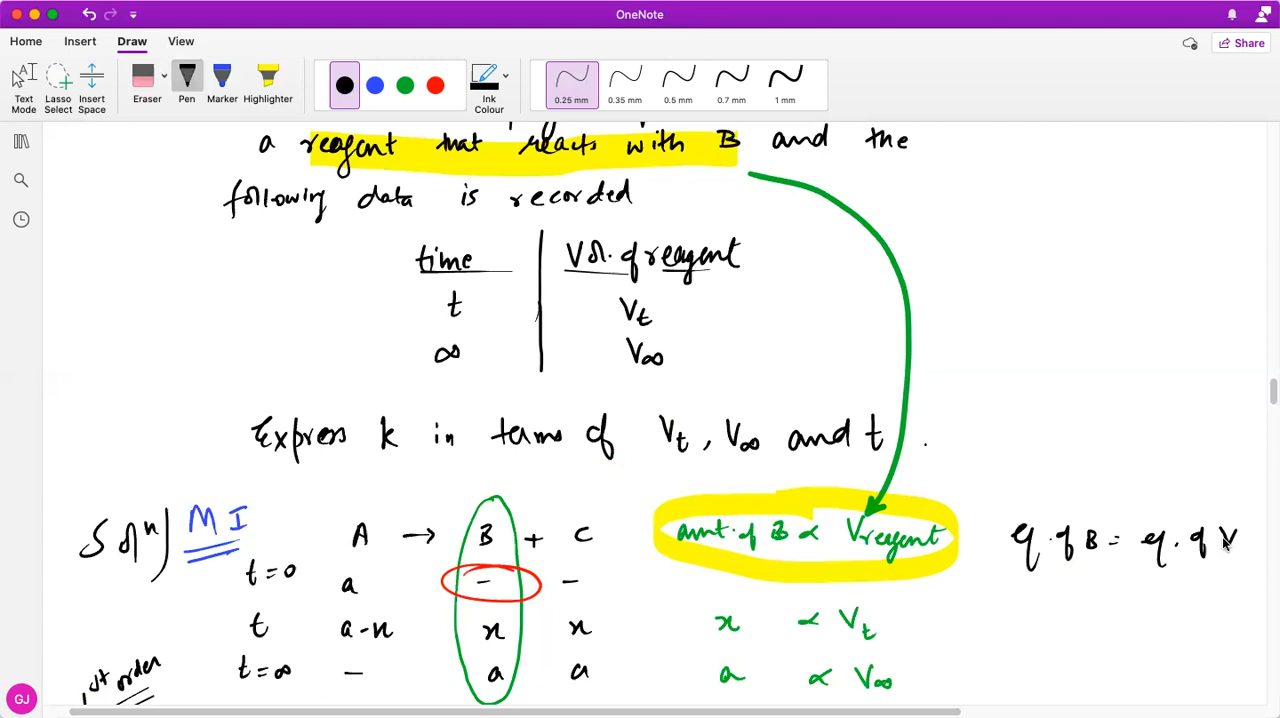 OneNote
Home Insert Draw View
Share
Text Mode
Lasso Select
Insert Space
Eraser
Pen
Marker
Highlighter
Ink Colour
0.25 mm 0.35 mm 0.5 mm 0.7 mm 1 mm
a reagent that reacts with B and the
following data is recorded
time Vol. of reagent
t Vt
∞ V∞
Express k in terms of Vt, V∞ and t.
Soln) M I A → B + C amt. of B ∝ Vreagent eq. of B = eq. of V
t=0 a - -
t a-x x x x ∝ Vt
t=∞ - a a a ∝ V∞
1st order
GJ